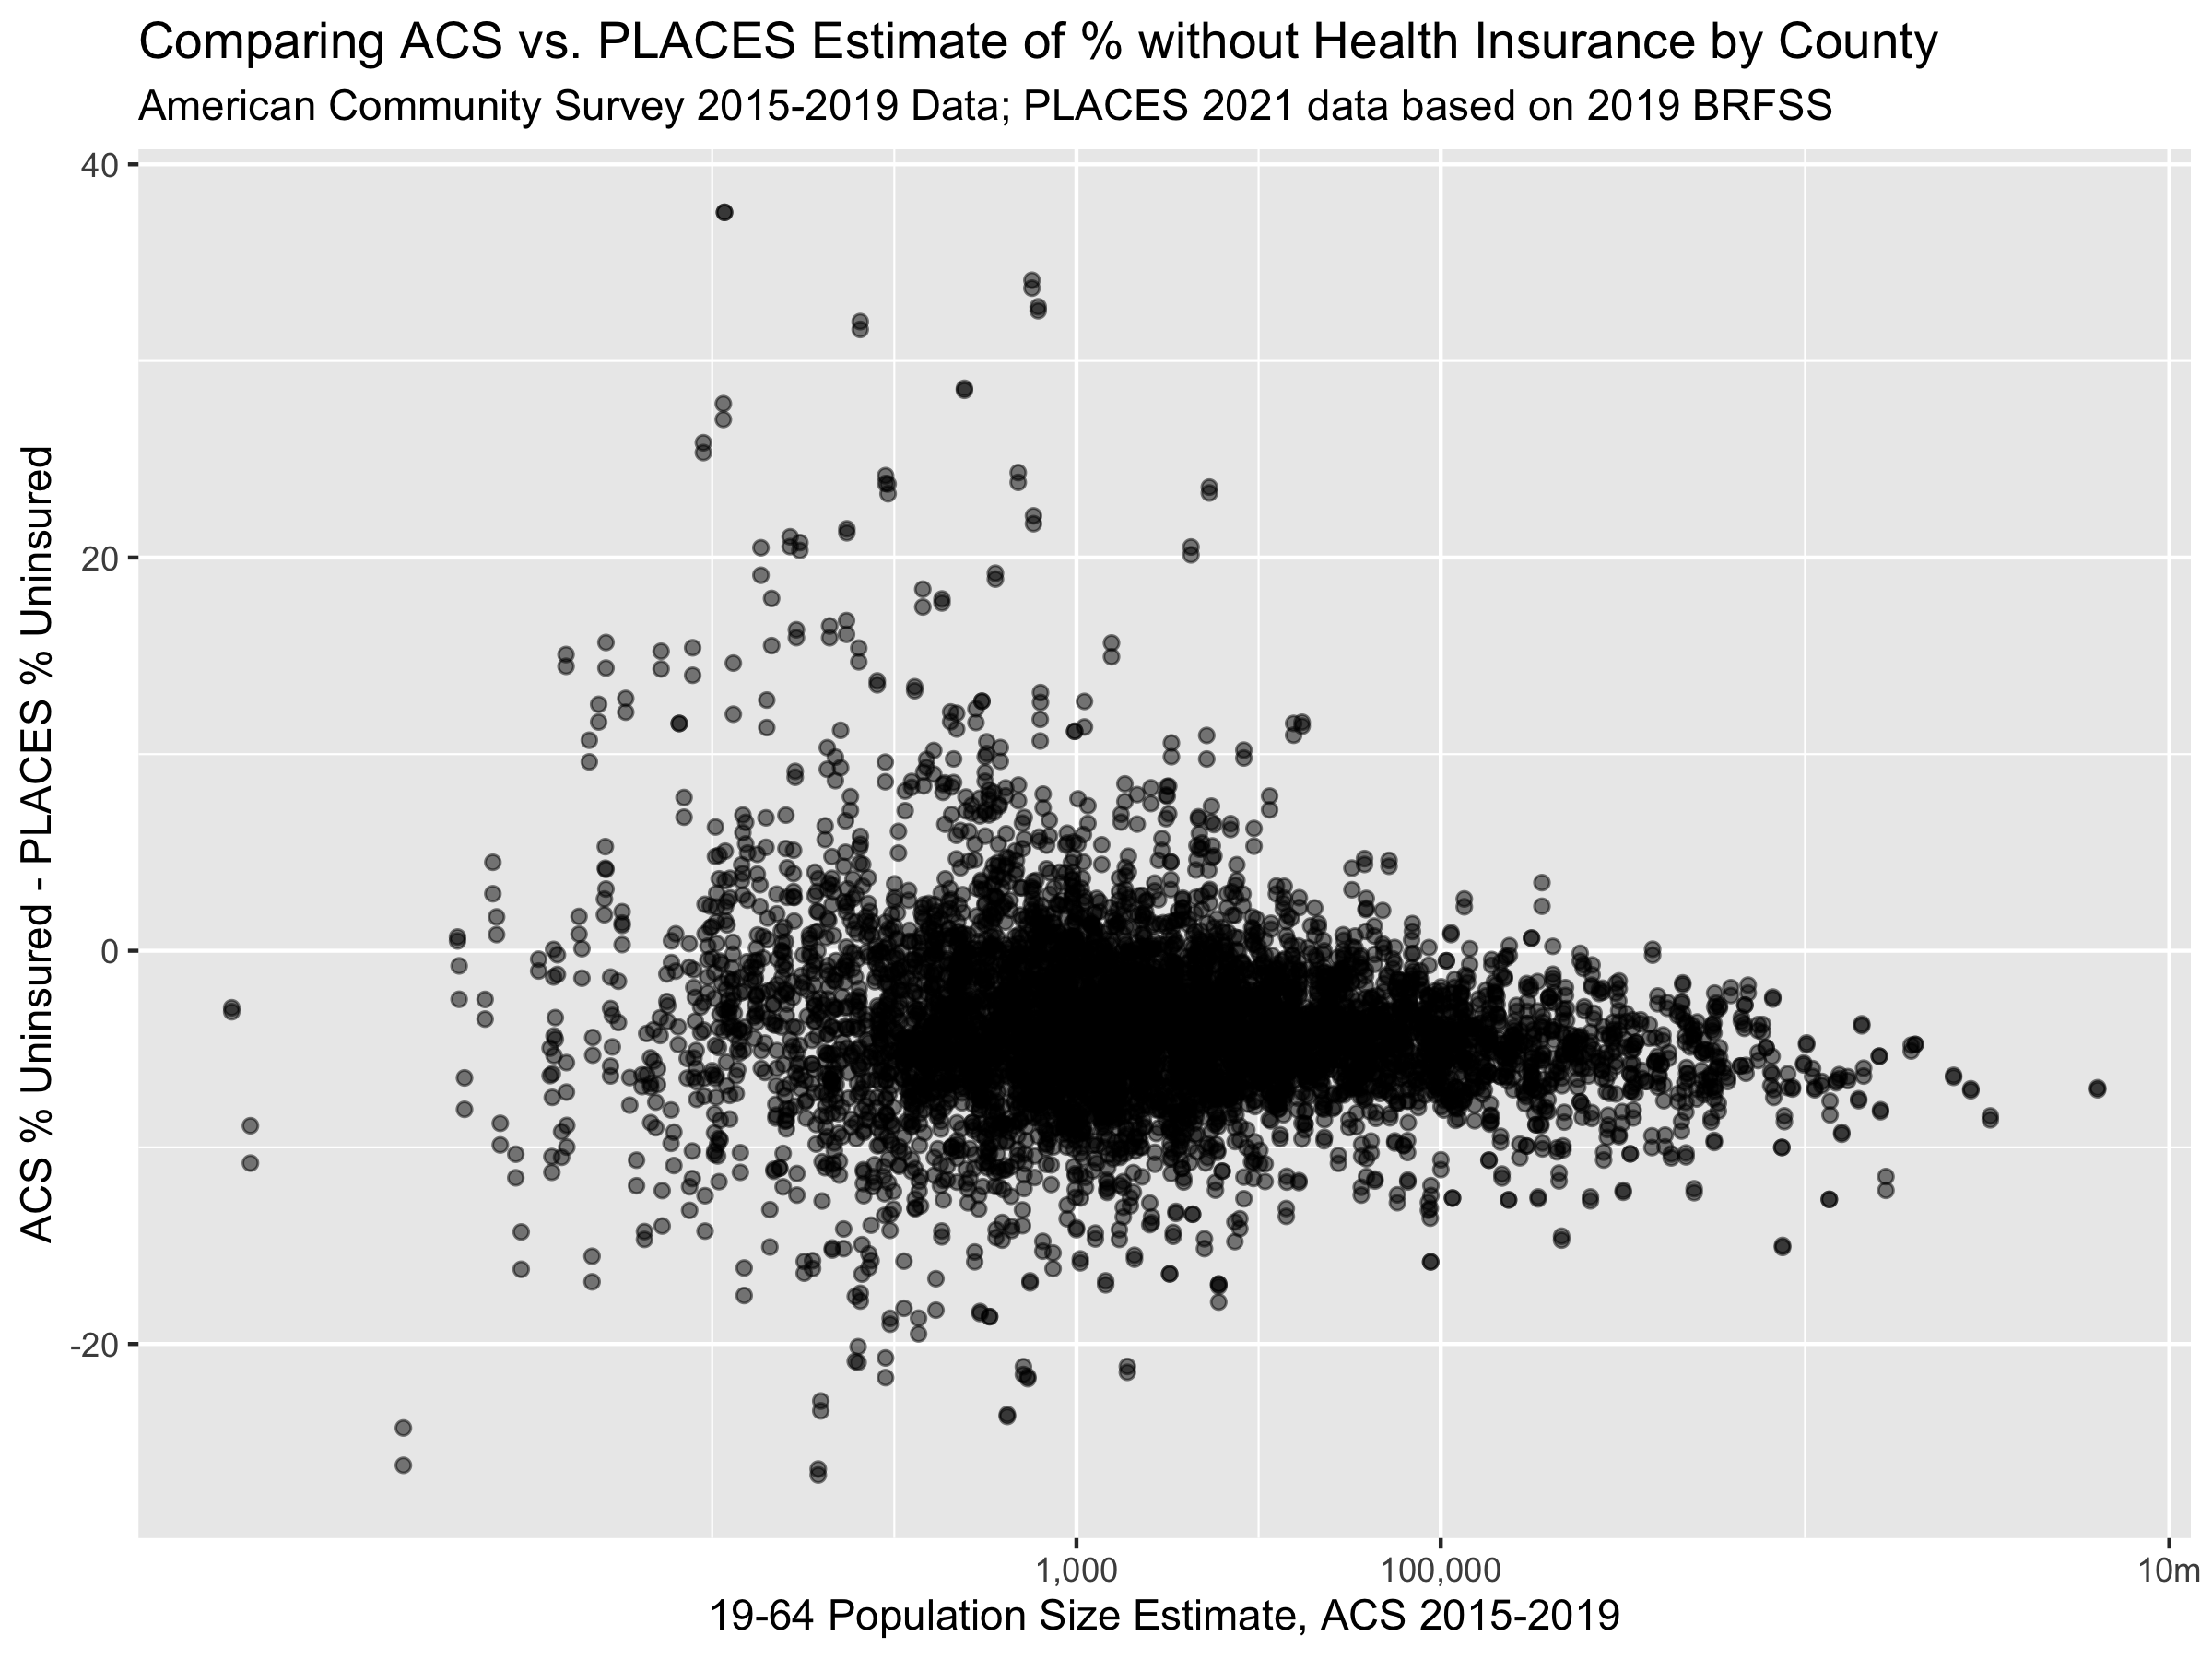 Comparing ACS vs. PLACES Estimate of % without Health Insurance by County
American Community Survey 2015-2019 Data; PLACES 2021 data based on 2019 BRFSS
ACS % Uninsured - PLACES % Uninsured
40
20
0
-20
1,000
100,000
10m
19-64 Population Size Estimate, ACS 2015-2019